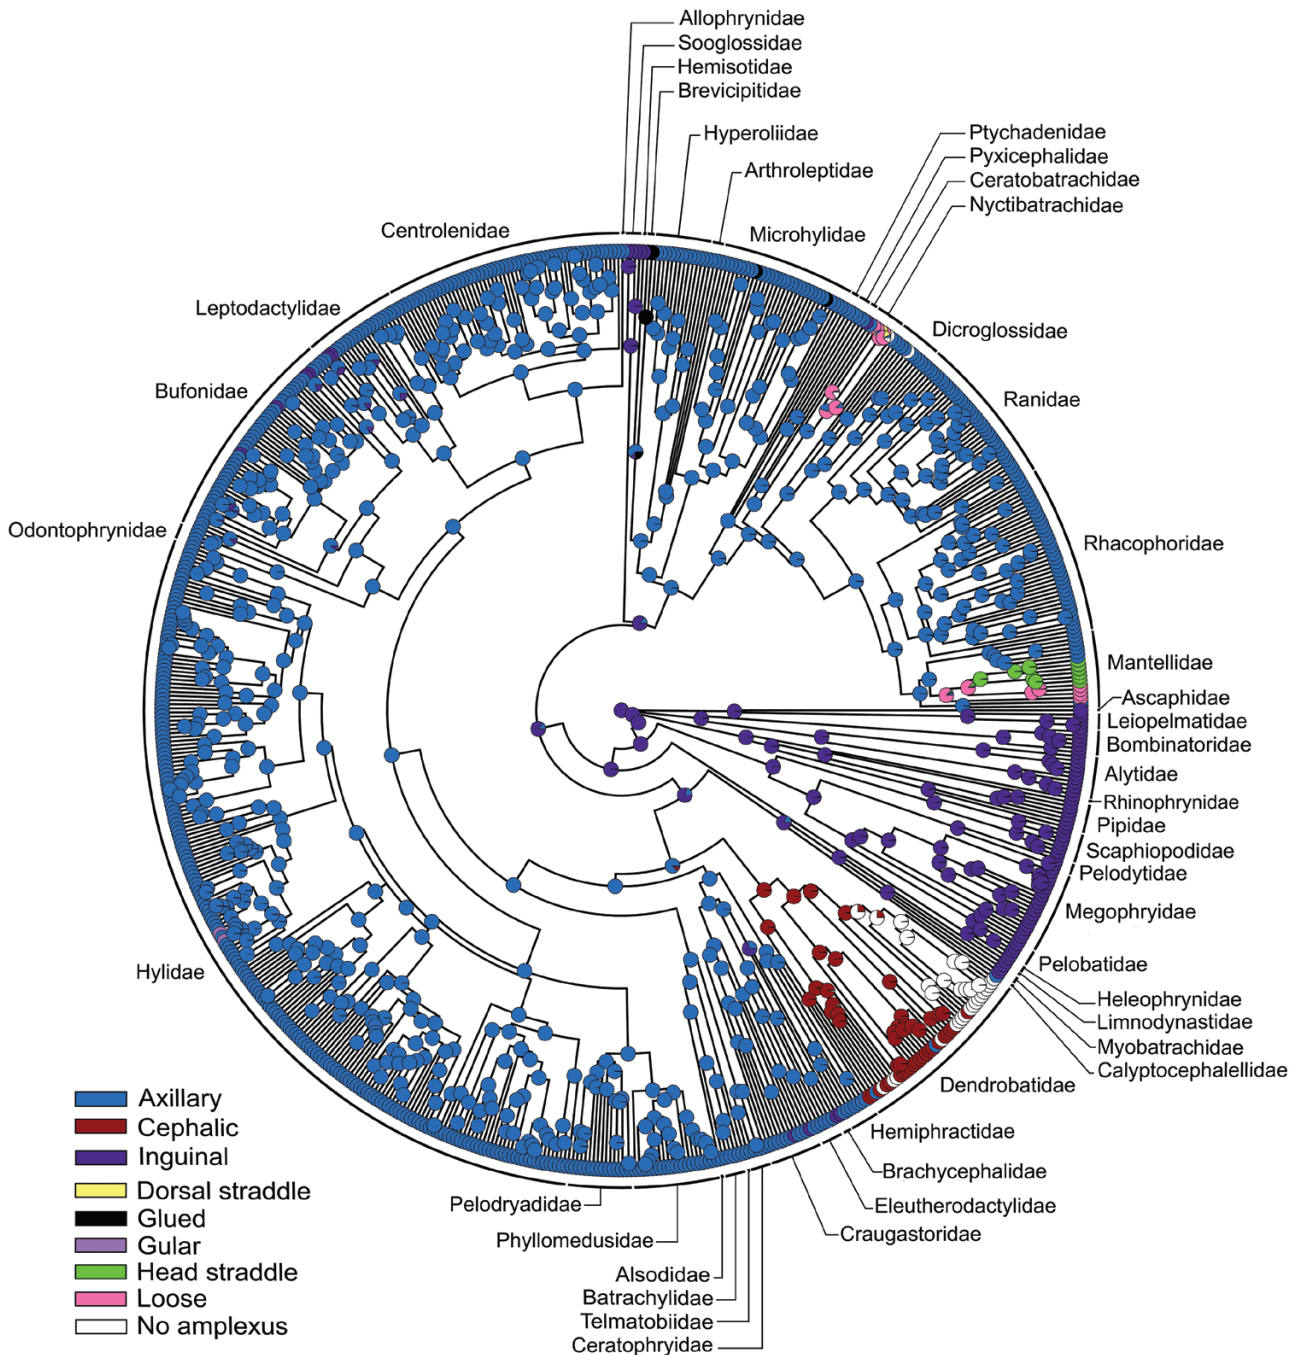 Allophrynidae
Sooglossidae
Hemisotidae
Brevicipitidae
Hyperoliidae
Arthroleptidae
Microhylidae
Ptychadenidae
Pyxicephalidae
Ceratobatrachidae
Nyctibatrachidae
Dicroglossidae
Ranidae
Rhacophoridae
Mantellidae
Ascaphidae
Leiopelmatidae
Bombinatoridae
Alytidae
Rhinophrynidae
Pipidae
Scaphiopodidae
Pelodytidae
Megophryidae
Pelobatidae
Heleophrynidae
Limnodynastidae
Myobatrachidae
Calyptocephalellidae
Dendrobatidae
Hemiphractidae
Brachycephalidae
Eleutherodactylidae
Craugastoridae
Ceratophryidae
Telmatobiidae
Batrachylidae
Alsodidae
Phyllomedusidae
Pelodryadidae
Hylidae
Odontophrynidae
Bufonidae
Leptodactylidae
Centrolenidae
Axillary
Cephalic
Inguinal
Dorsal straddle
Glued
Gular
Head straddle
Loose
No amplexus